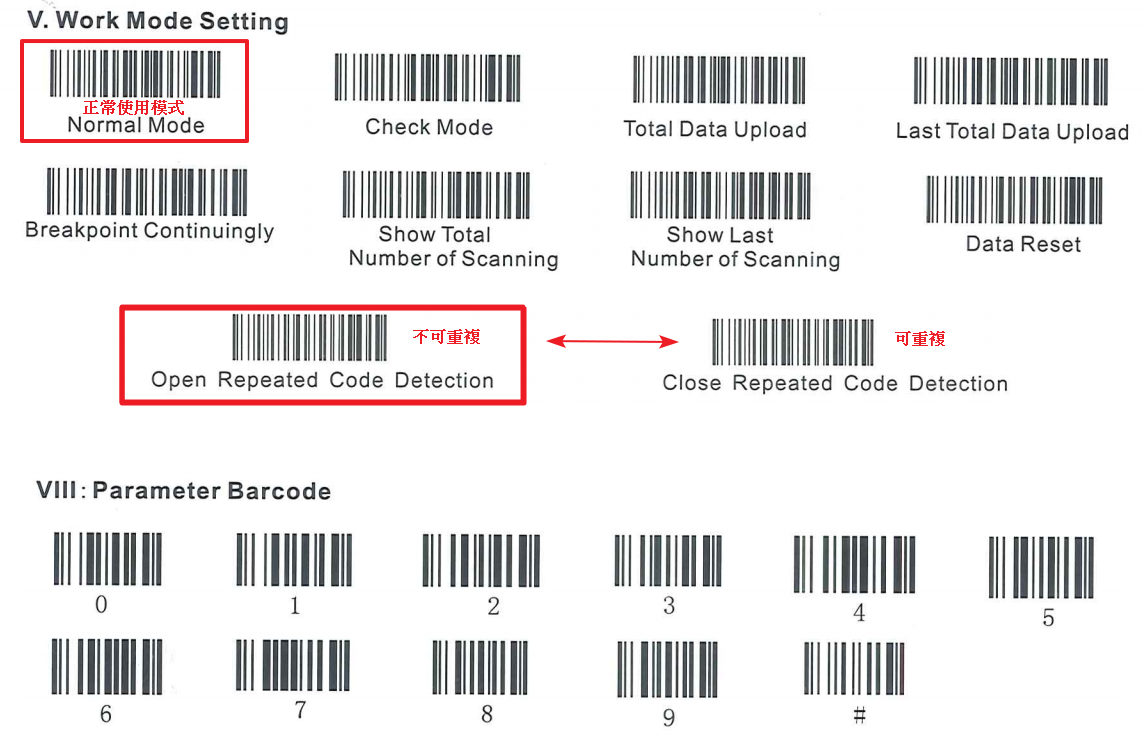 V. Work Mode Setting
正常使用模式
Normal Mode
Check Mode
Total Data Upload
Last Total Data Upload
Breakpoint Continuingly
Show Total
Number of Scanning
Show Last
Number of Scanning
Data Reset
不可重複
Open Repeated Code Detection
可重複
Close Repeated Code Detection
VIII: Parameter Barcode
0
1
2
3
4
5
6
7
8
9
#